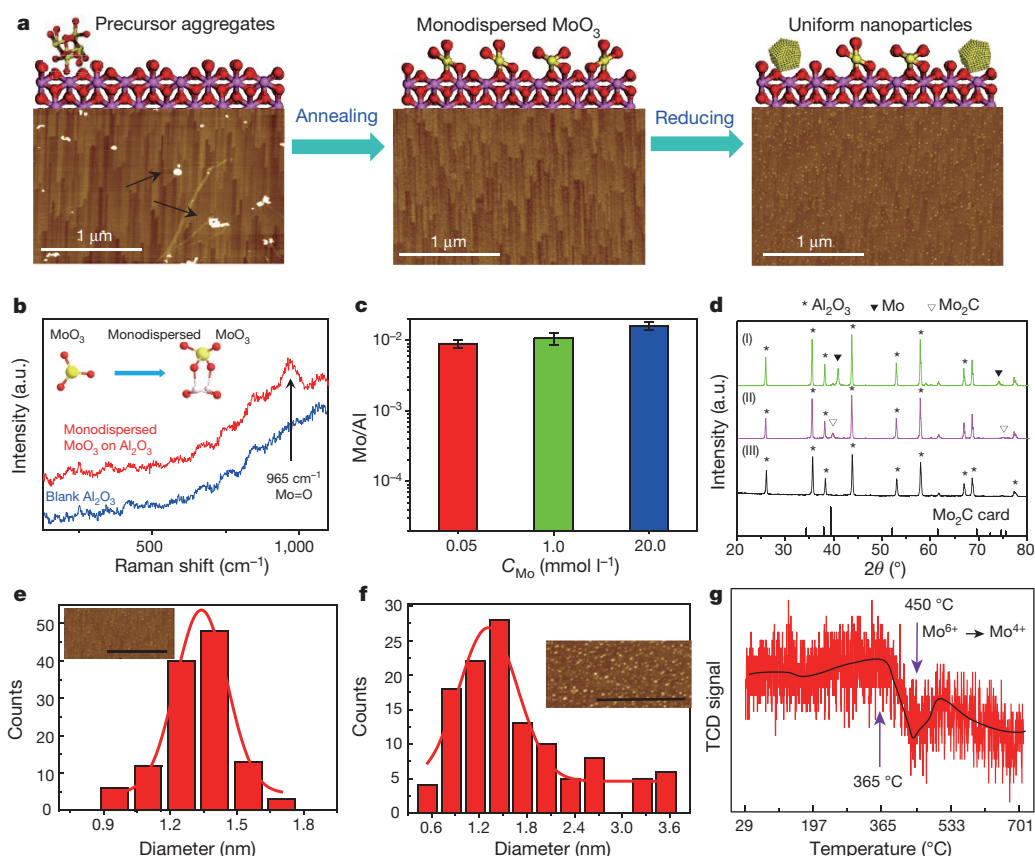 a
Precursor aggregates
Monodispersed MoO₃
Uniform nanoparticles
Annealing
Reducing
1 μm
1 μm
1 μm
b
MoO₃ Monodispersed MoO₃
Monodispersed
MoO₃ on Al₂O₃
Blank Al₂O₃
965 cm⁻¹
Mo=O
Intensity (a.u.)
500 1,000
Raman shift (cm⁻¹)
c
Mo/Al
10⁻²
10⁻³
10⁻⁴
0.05 1.0 20.0
C_Mo (mmol l⁻¹)
d
* Al₂O₃ ▼ Mo ▽ Mo₂C
(I)
(II)
(III)
Mo₂C card
Intensity (a.u.)
20 30 40 50 60 70 80
2θ (°)
e
Counts
50
40
30
20
10
0
0.9 1.2 1.5 1.8
Diameter (nm)
f
Counts
30
25
20
15
10
5
0
0.6 1.2 1.8 2.4 3.0 3.6
Diameter (nm)
g
TCD signal
450 °C
Mo⁶⁺ → Mo⁴⁺
365 °C
29 197 365 533 701
Temperature (°C)